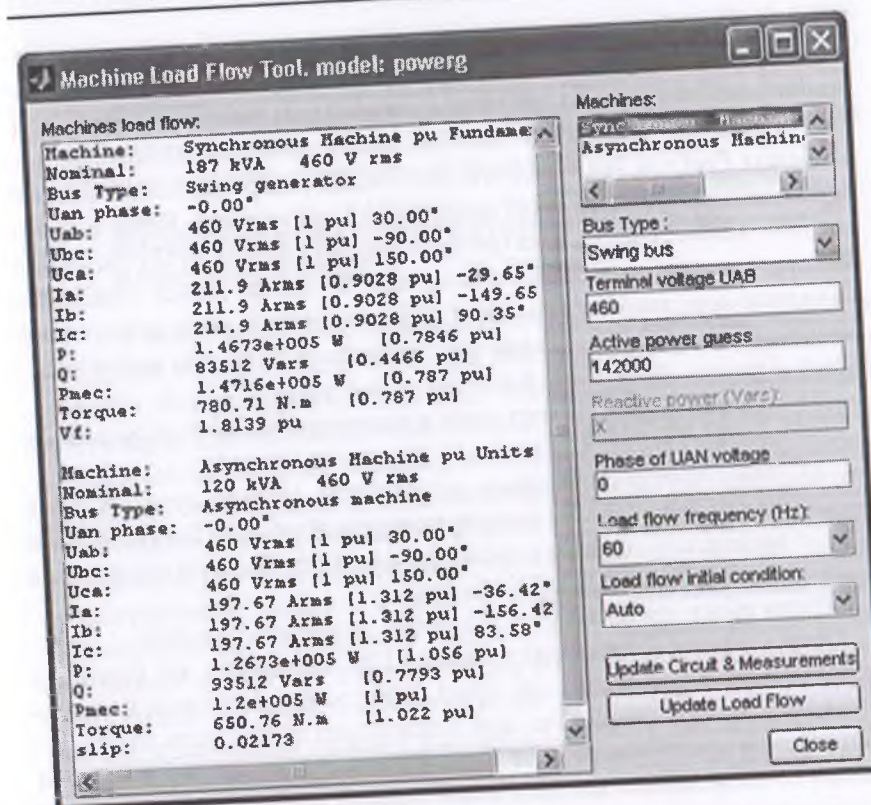 Machine Load Flow Tool. model: powerg
Machines load flow:
Machine: Synchronous Machine pu Fundame
Nominal: 187 kVA 460 V rms
Bus Type: Swing generator
Uan phase: -0.00°
Uab: 460 Vrms [1 pu] 30.00°
Ubc: 460 Vrms [1 pu] -90.00°
Uca: 460 Vrms [1 pu] 150.00°
Ia: 211.9 Arms [0.9028 pu] -29.65°
Ib: 211.9 Arms [0.9028 pu] -149.65
Ic: 211.9 Arms [0.9028 pu] 90.35°
P: 1.4673e+005 W [0.7846 pu]
Q: 83512 Vars [0.4466 pu]
Pmec: 1.4716e+005 W [0.787 pu]
Torque: 780.71 N.m [0.787 pu]
Vf: 1.8139 pu
Machine: Asynchronous Machine pu Units
Nominal: 120 kVA 460 V rms
Bus Type: Asynchronous machine
Uan phase: -0.00°
Uab: 460 Vrms [1 pu] 30.00°
Ubc: 460 Vrms [1 pu] -90.00°
Uca: 460 Vrms [1 pu] 150.00°
Ia: 197.67 Arms [1.312 pu] -36.42°
Ib: 197.67 Arms [1.312 pu] -156.42
Ic: 197.67 Arms [1.312 pu] 83.58°
P: 1.2673e+005 W [1.056 pu]
Q: 93512 Vars [0.7793 pu]
Pmec: 1.2e+005 W [1 pu]
Torque: 650.76 N.m [1.022 pu]
slip: 0.02173
Machines:
Synchronous Machine
Asynchronous Machin
Bus Type :
Swing bus
Terminal voltage UAB
460
Active power guess
142000
Reactive power (Vars):
X
Phase of UAN voltage
0
Load flow frequency (Hz):
60
Load flow initial condition:
Auto
Update Circuit & Measurements
Update Load Flow
Close